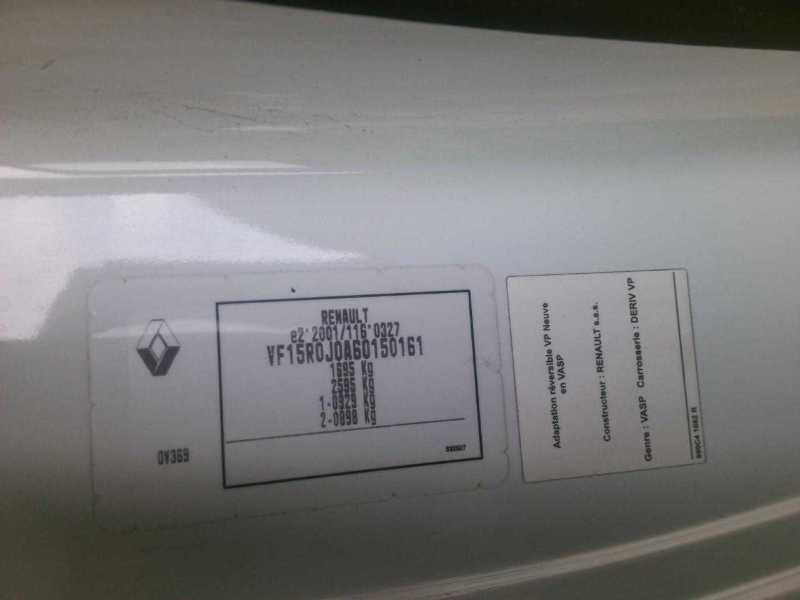 RENAULT
e2*2001/116*0327
VF15R0J0A60150161
1695 Kg
2595 Kg
1-0929 Kg
2-0898 Kg
0V369
Adaptation réversible VP Neuve
en VASP
Constructeur : RENAULT s.a.s.
Genre : VASP Carrosserie : DERIV VP